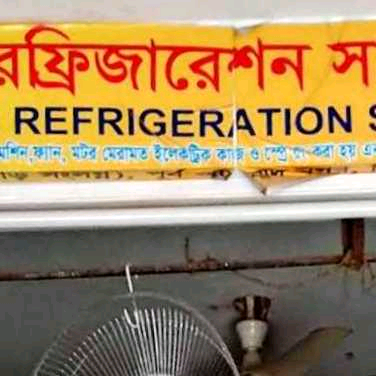 রেফ্রিজারেশন স
REFRIGERATION S
মেশিন, ফ্যান, মটর মেরামত ইলেকট্রিক কাজ ও স্প্রে করা হয়